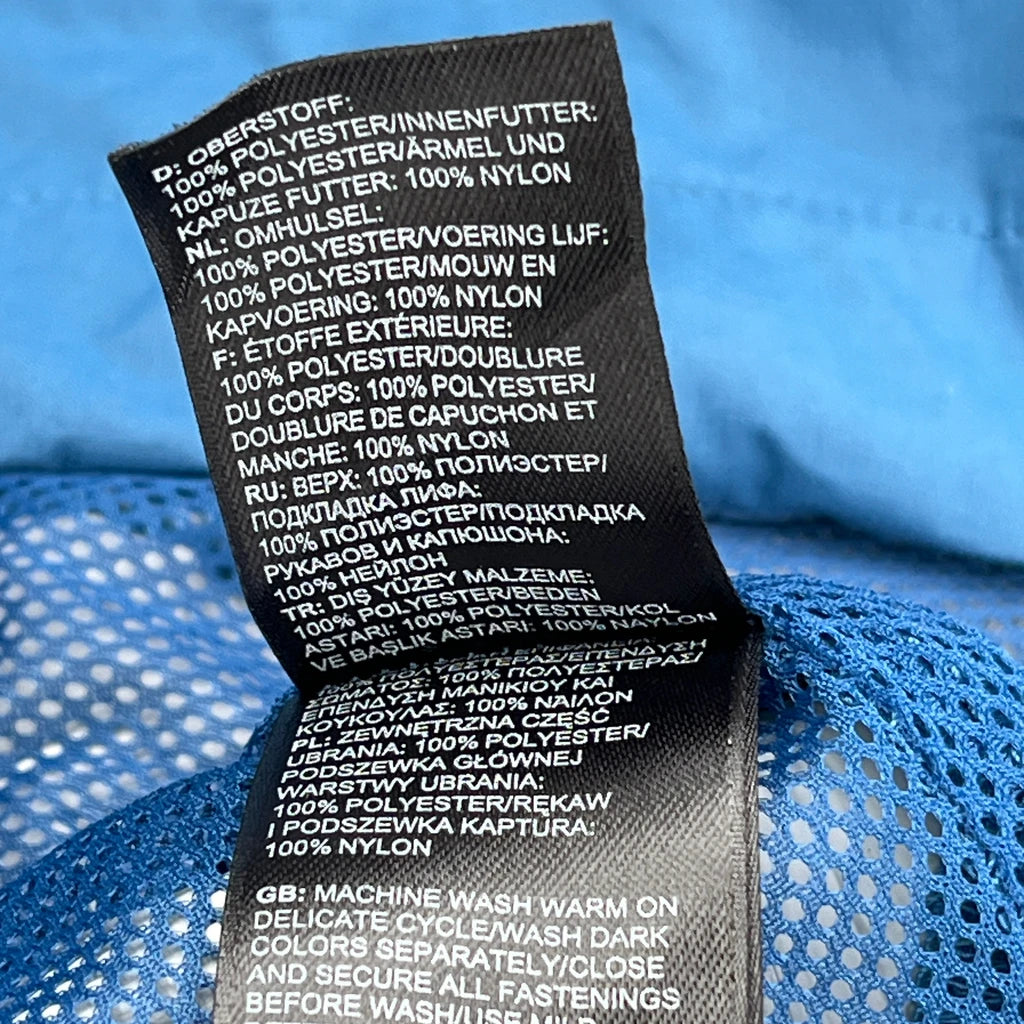 D: OBERSTOFF:
100% POLYESTER/INNENFUTTER:
100% POLYESTER/ÄRMEL UND
KAPUZE FUTTER: 100% NYLON
NL: OMHULSEL:
100% POLYESTER/VOERING LIJF:
100% POLYESTER/MOUW EN
KAPVOERING: 100% NYLON
F: ÉTOFFE EXTÉRIEURE:
100% POLYESTER/DOUBLURE
DU CORPS: 100% POLYESTER/
DOUBLURE DE CAPUCHON ET
MANCHE: 100% NYLON
RU: ВЕРХ: 100% ПОЛИЭСТЕР/
ПОДКЛАДКА ЛИФА:
100% ПОЛИЭСТЕР/ПОДКЛАДКА
РУКАВОВ И КАПЮШОНА:
100% НЕЙЛОН
TR: DIŞ YÜZEY MALZEME:
100% POLYESTER/BEDEN
ASTARI: 100% POLYESTER/KOL
VE BAŞLIK ASTARI: 100% NAYLON
ΣΩΜΑΤΟΣ: 100% ΠΟΛΥΕΣΤΕΡΑΣ/
ΕΠΕΝΔΥΣΗ ΜΑΝΙΚΙΟΥ ΚΑΙ
ΚΟΥΚΟΥΛΑΣ: 100% ΝΑΙΛΟΝ
PL: ZEWNĘTRZNA CZĘŚĆ
UBRANIA: 100% POLYESTER/
PODSZEWKA GŁÓWNEJ
WARSTWY UBRANIA:
100% POLYESTER/RĘKAW
I PODSZEWKA KAPTURA:
100% NYLON
GB: MACHINE WASH WARM ON
DELICATE CYCLE/WASH DARK
COLORS SEPARATELY/CLOSE
AND SECURE ALL FASTENINGS
BEFORE WASH/USE MILD